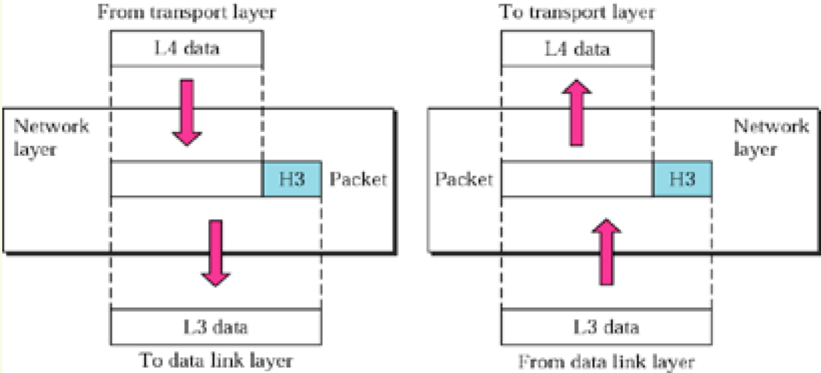 From transport layer
L4 data
Network
layer
H3
Packet
L3 data
To data link layer
To transport layer
L4 data
Network
layer
Packet
H3
L3 data
From data link layer